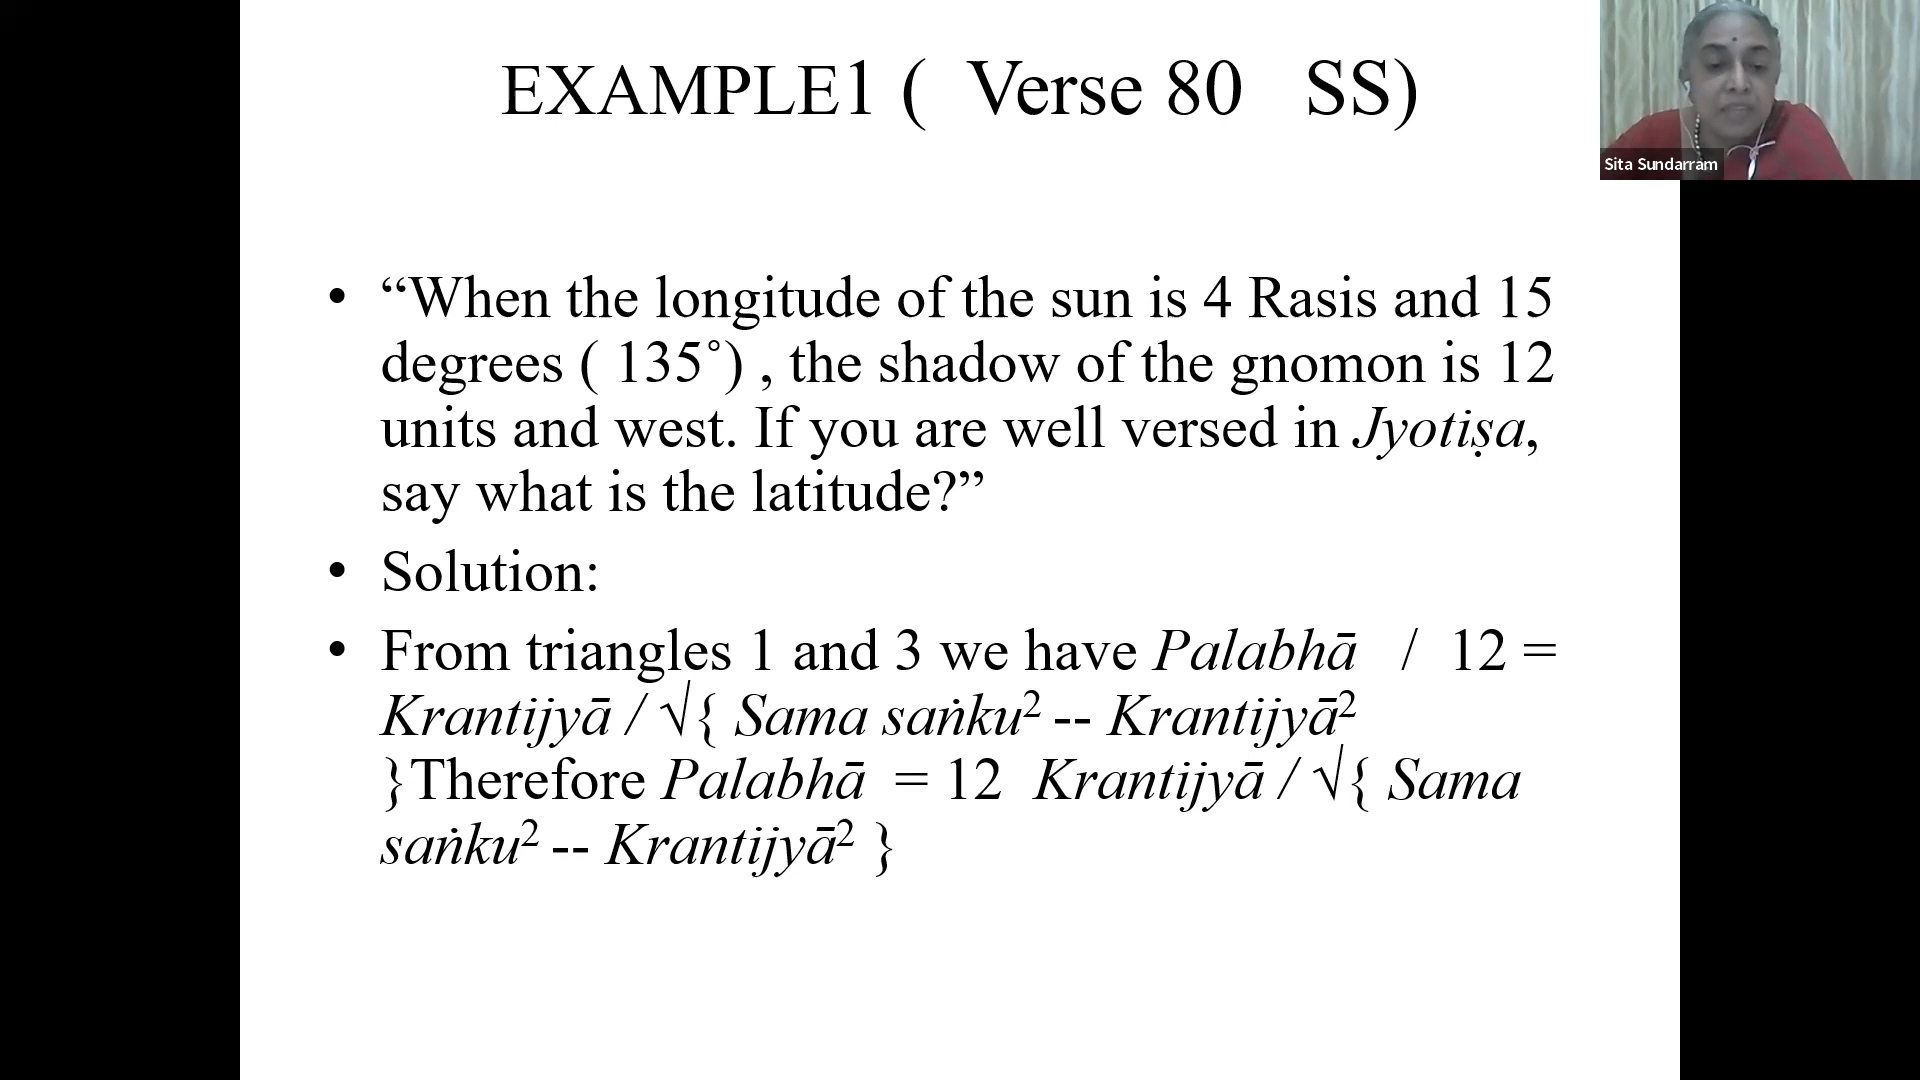 EXAMPLE1 ( Verse 80 SS)
Sita Sundarram
• “When the longitude of the sun is 4 Rasis and 15
degrees ( 135˚) , the shadow of the gnomon is 12
units and west. If you are well versed in Jyotiṣa,
say what is the latitude?”
• Solution:
• From triangles 1 and 3 we have Palabhā / 12 =
Krantijyā / √{ Sama saṅku² -- Krantijyā²
}Therefore Palabhā = 12 Krantijyā / √{ Sama
saṅku² -- Krantijyā² }